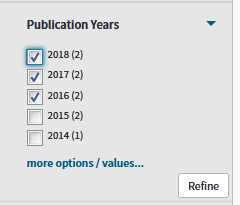 Publication Years
2018 (2)
2017 (2)
2016 (2)
2015 (2)
2014 (1)
more options / values...
Refine